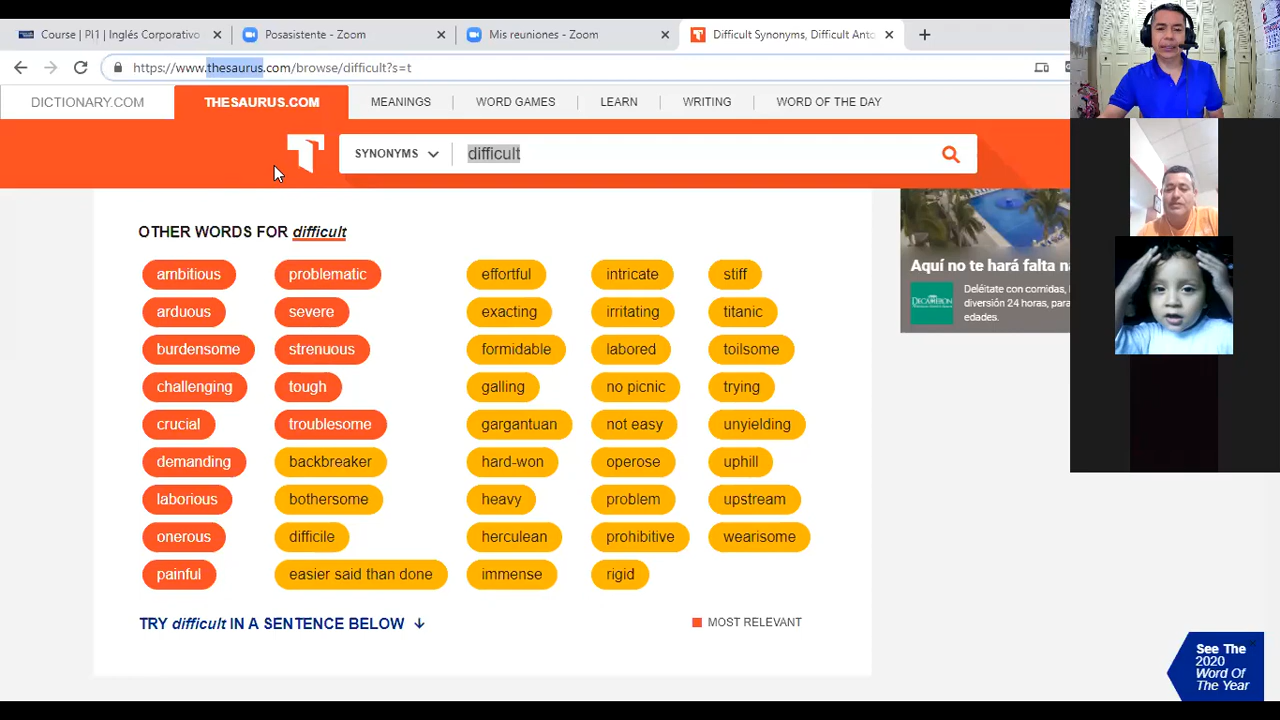 Course | PI1 | Inglés Corporativo
Posasistente - Zoom
Mis reuniones - Zoom
Difficult Synonyms, Difficult Anto
https://www.thesaurus.com/browse/difficult?s=t
DICTIONARY.COM
THESAURUS.COM
MEANINGS
WORD GAMES
LEARN
WRITING
WORD OF THE DAY
SYNONYMS
difficult
OTHER WORDS FOR difficult
ambitious problematic effortful intricate stiff
arduous severe exacting irritating titanic
burdensome strenuous formidable labored toilsome
challenging tough galling no picnic trying
crucial troublesome gargantuan not easy unyielding
demanding backbreaker hard-won operose uphill
laborious bothersome heavy problem upstream
onerous difficile herculean prohibitive wearisome
painful easier said than done immense rigid
TRY difficult IN A SENTENCE BELOW
MOST RELEVANT
Aquí no te hará falta
DECAMERON
Deléitate con corridas,
diversión 24 horas, para
edades.
See The
2020
Word Of
The Year